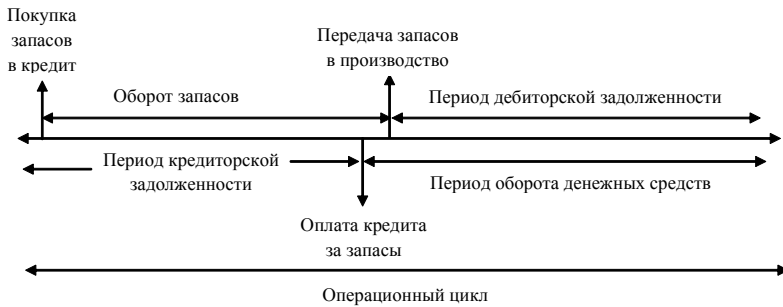 Покупка
запасов
в кредит
Передача запасов
в производство
Оборот запасов
Период дебиторской задолженности
Период кредиторской
задолженности
Период оборота денежных средств
Оплата кредита
за запасы
Операционный цикл